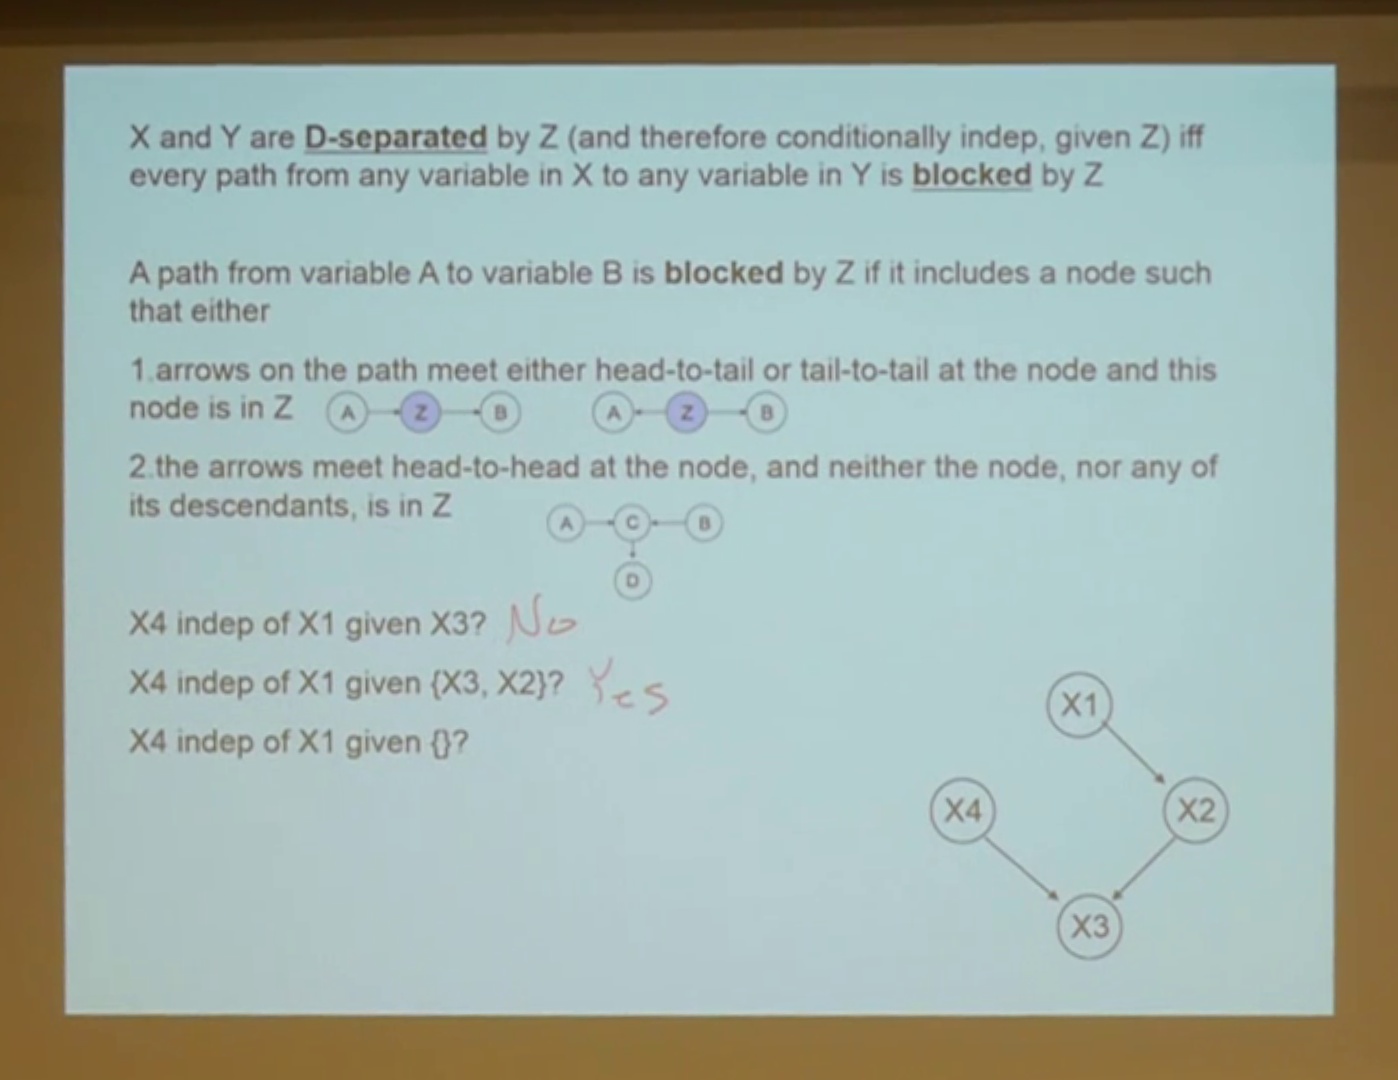 X and Y are D-separated by Z (and therefore conditionally indep, given Z) iff
every path from any variable in X to any variable in Y is blocked by Z
A path from variable A to variable B is blocked by Z if it includes a node such
that either
1.arrows on the path meet either head-to-tail or tail-to-tail at the node and this
node is in Z A Z B A Z B
2.the arrows meet head-to-head at the node, and neither the node, nor any of
its descendants, is in Z
A C B
D
X4 indep of X1 given X3? No
X4 indep of X1 given {X3, X2}? Yes
X4 indep of X1 given {}?
X1
X4 X2
X3